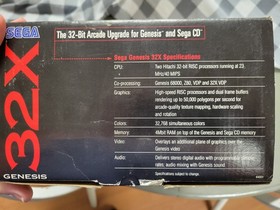 SEGA
32X
GENESIS
The 32-Bit Arcade Upgrade for Genesis and Sega CD
Sega Genesis 32X Specifications
CPU: Two Hitachi 32-bit RISC processors running at 23
MHz/40 MIPS
Co-processor: Genesis 68000, Z80, VDP and 32X VDP
Graphics: High-speed RISC processors and dual frame buffers
rendering up to 50,000 polygons per second for
arcade-quality texture mapping, hardware scaling
and rotation
Colors: 32,768 simultaneous colors
Memory: 4Mbit RAM on top of the Genesis and Sega CD memory
Video: Overlays an additional plane of graphics over the
Genesis video
Audio: Delivers stereo digital audio with programmable
rates; audio mixing with Genesis sound
Specifications subject to change.